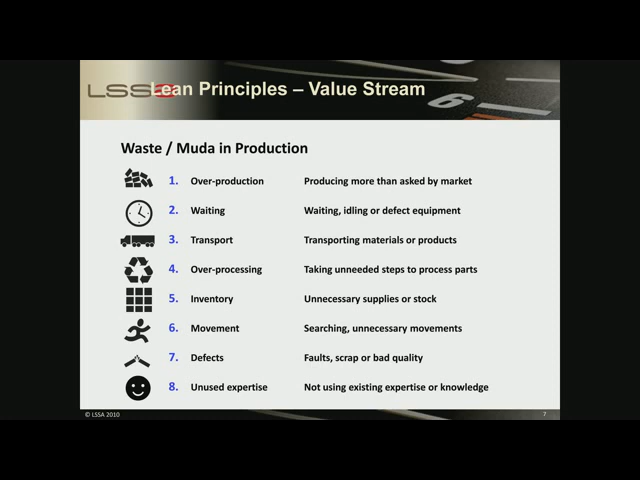 LSSA
Lean Principles – Value Stream
6
Waste / Muda in Production
1. Over-production Producing more than asked by market
2. Waiting Waiting, idling or defect equipment
3. Transport Transporting materials or products
4. Over-processing Taking unneeded steps to process parts
5. Inventory Unnecessary supplies or stock
6. Movement Searching, unnecessary movements
7. Defects Faults, scrap or bad quality
8. Unused expertise Not using existing expertise or knowledge
© LSSA 2010 7